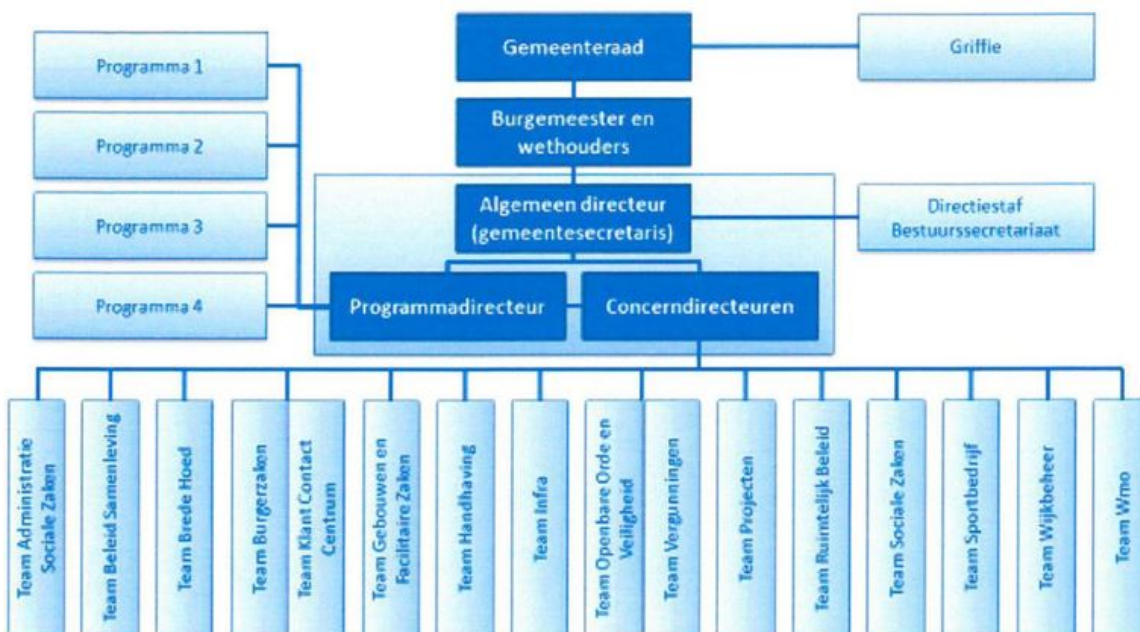 Gemeenteraad
Griffie
Programma 1
Burgemeester en
wethouders
Programma 2
Algemeen directeur
(gemeentesecretaris)
Directiestaf
Bestuurssecretariaat
Programma 3
Programma 4
Programmadirecteur
Concerndirecteuren
Team Administratie
Sociale Zaken
Team Beleid Samenleving
Team Brede Hoed
Team Burgerzaken
Team Klant Contact
Centrum
Team Gebouwen en
Facilitaire Zaken
Team Handhaving
Team Infra
Team Openbare Orde en
Veiligheid
Team Vergunningen
Team Projecten
Team Ruimtelijk Beleid
Team Sociale Zaken
Team Sportbedrijf
Team Wijkbeheer
Team Wmo